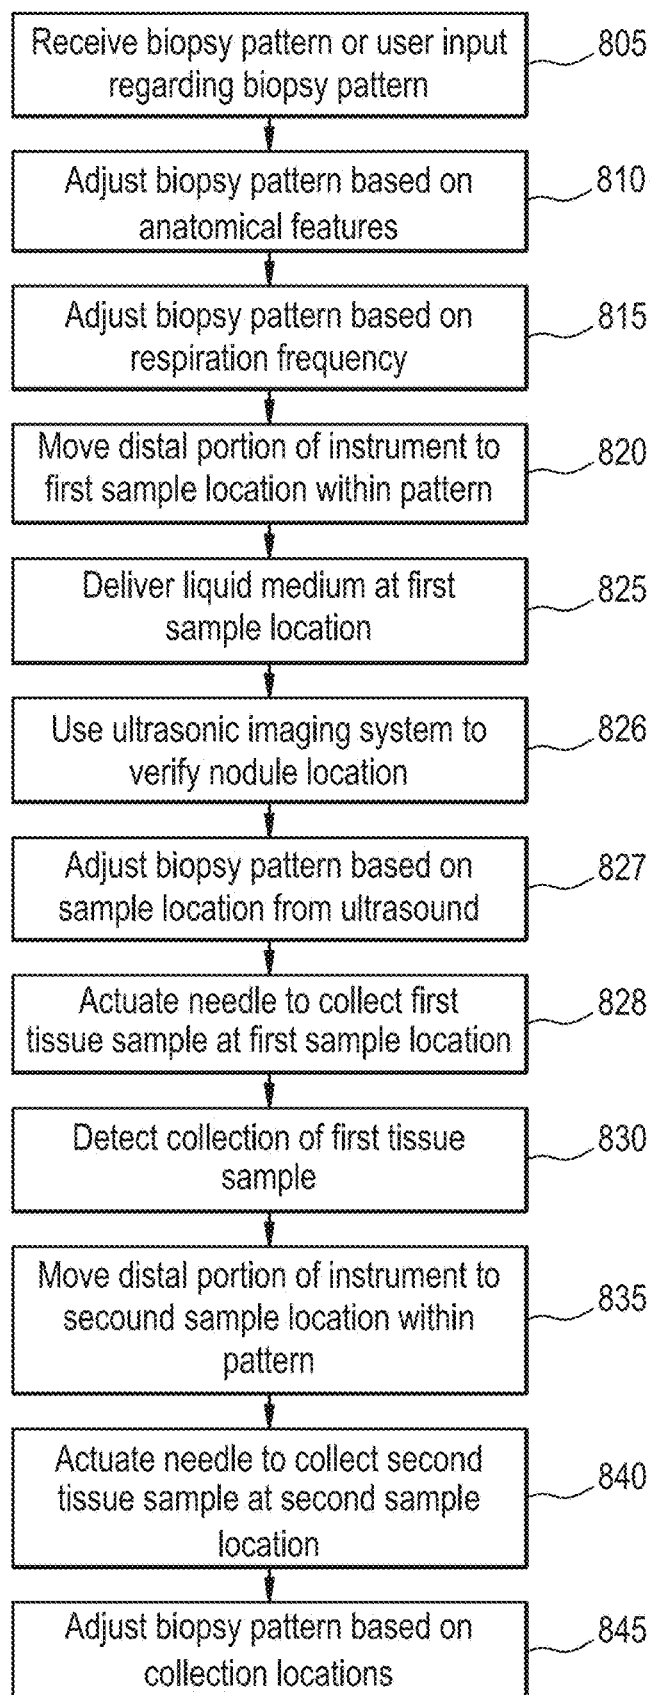 Receive biopsy pattern or user input
regarding biopsy pattern
805
Adjust biopsy pattern based on
anatomical features
810
Adjust biopsy pattern based on
respiration frequency
815
Move distal portion of instrument to
first sample location within pattern
820
Deliver liquid medium at first
sample location
825
Use ultrasonic imaging system to
verify nodule location
826
Adjust biopsy pattern based on
sample location from ultrasound
827
Actuate needle to collect first
tissue sample at first sample location
828
Detect collection of first tissue
sample
830
Move distal portion of instrument to
secound sample location within
pattern
835
Actuate needle to collect second
tissue sample at second sample
location
840
Adjust biopsy pattern based on
collection locations
845